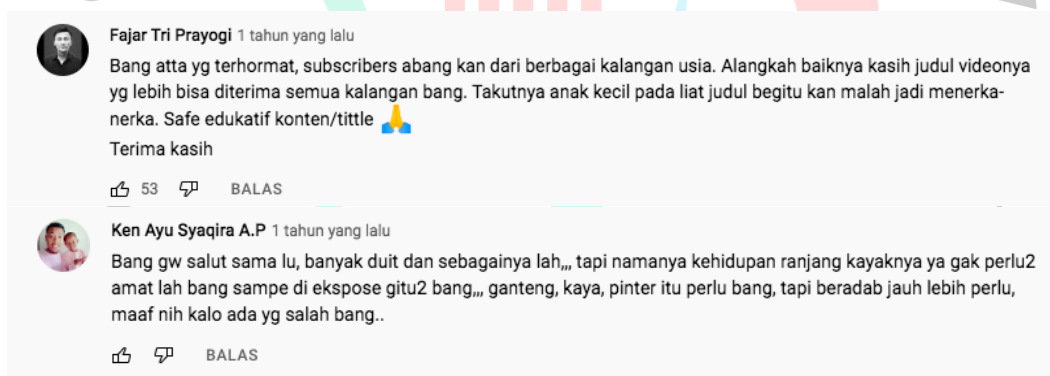 Fajar Tri Prayogi 1 tahun yang lalu
Bang atta yg terhormat, subscribers abang kan dari berbagai kalangan usia. Alangkah baiknya kasih judul videonya
yg lebih bisa diterima semua kalangan bang. Takutnya anak kecil pada liat judul begitu kan malah jadi menerka-
nerka. Safe edukatif konten/tittle 🙏
Terima kasih
53 BALAS
Ken Ayu Syaqira A.P 1 tahun yang lalu
Bang gw salut sama lu, banyak duit dan sebagainya lah,,, tapi namanya kehidupan ranjang kayaknya ya gak perlu2
amat lah bang sampe di ekspose gitu2 bang,,, ganteng, kaya, pinter itu perlu bang, tapi beradab jauh lebih perlu,
maaf nih kalo ada yg salah bang..
BALAS